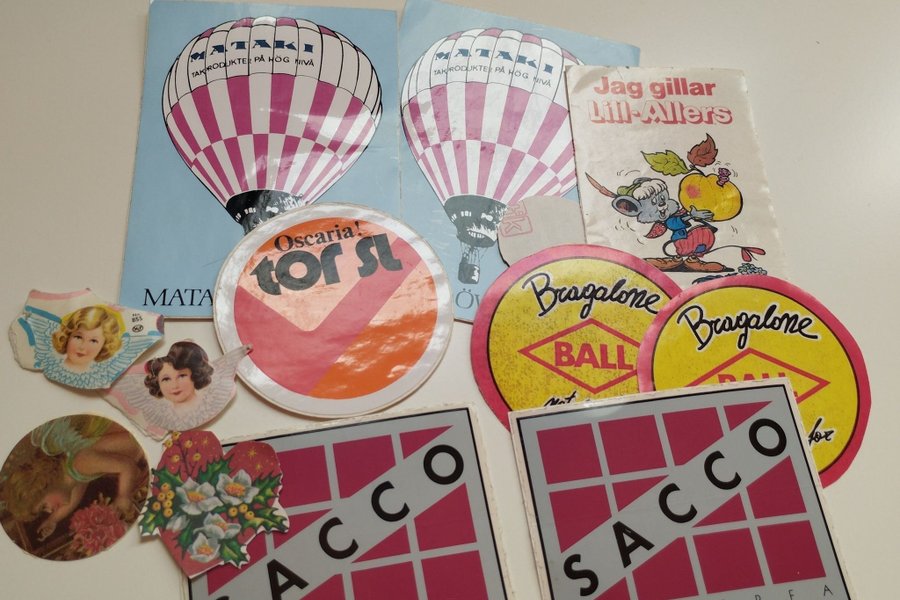 MATAKI
TAKPRODUKTER PÅ HÖG NIVÅ
MATAKI
TAKPRODUKTER PÅ HÖG NIVÅ
Jag gillar
Lill-Allers
Oscaria!
tor sl
MATA
Bragalone
BALL
Bragalone
BALL
853
SACCO
SACCO